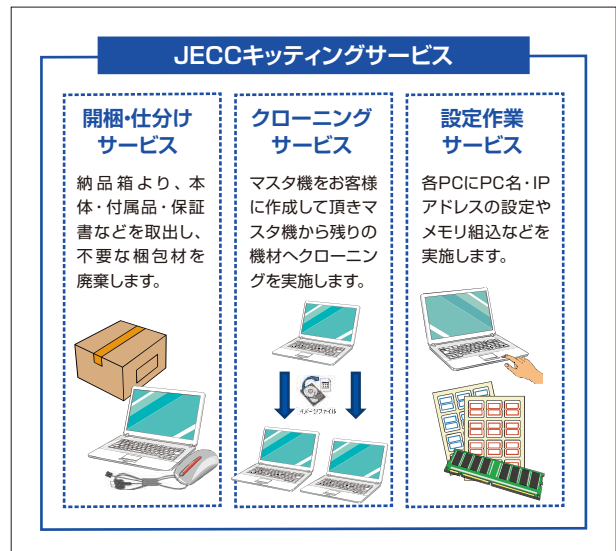 JECCキッティングサービス
開梱・仕分け
サービス
納品箱より、本
体・付属品・保証
書などを取出し、
不要な梱包材を
廃棄します。
クローニング
サービス
マスタ機をお客様
に作成して頂きマ
スタ機から残りの
機材へクローニン
グを実施します。
イメージファイル
設定作業
サービス
各PCにPC名・IP
アドレスの設定や
メモリ組込などを
実施します。